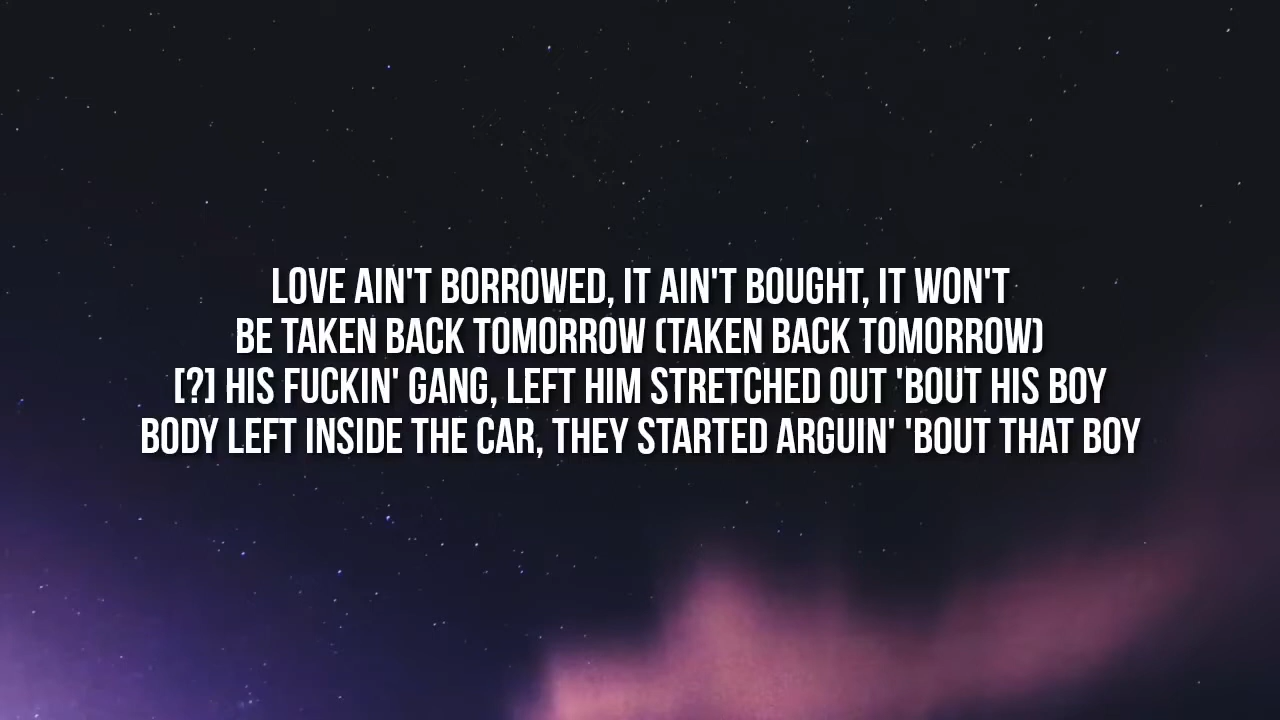 LOVE AIN'T BORROWED, IT AIN'T BOUGHT, IT WON'T
BE TAKEN BACK TOMORROW (TAKEN BACK TOMORROW)
[?] HIS FUCKIN' GANG, LEFT HIM STRETCHED OUT 'BOUT HIS BOY
BODY LEFT INSIDE THE CAR, THEY STARTED ARGUIN' 'BOUT THAT BOY